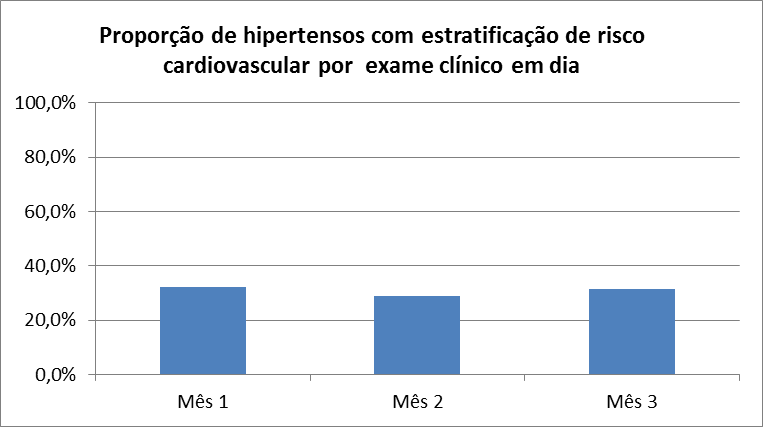 Proporção de hipertensos com estratificação de risco
cardiovascular por  exame clínico em dia
100,0%
80,0%
60,0%
40,0%
20,0%
0,0%
Mês 1
Mês 2
Mês 3